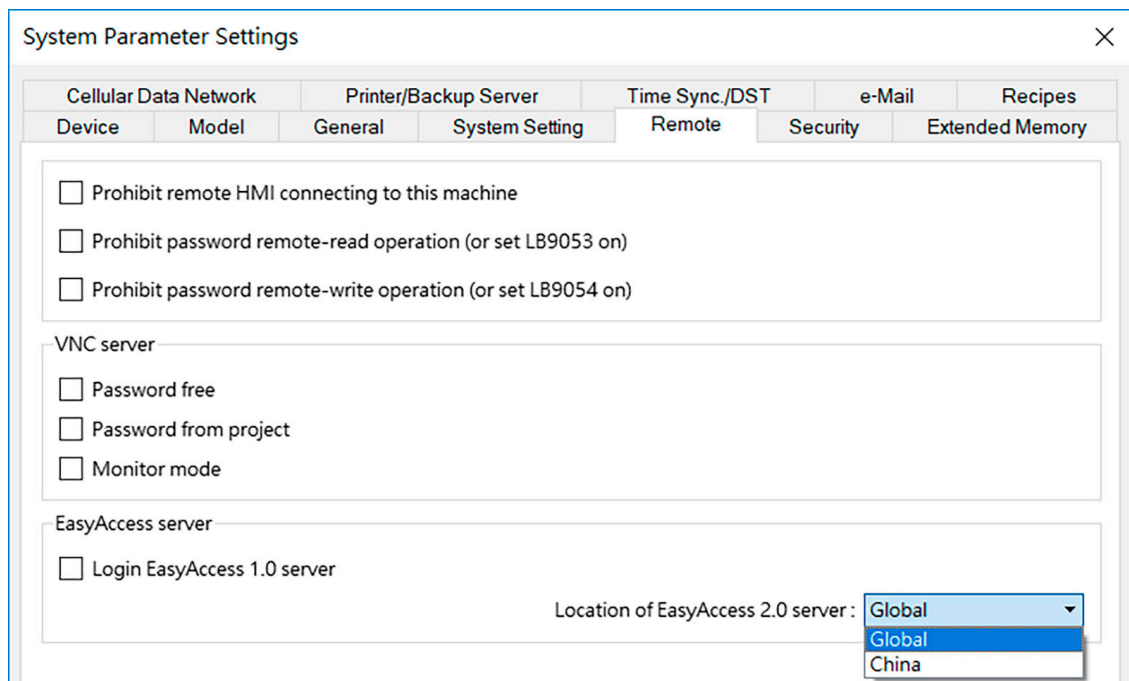 System Parameter Settings
Cellular Data Network Printer/Backup Server Time Sync./DST e-Mail Recipes
Device Model General System Setting Remote Security Extended Memory
Prohibit remote HMI connecting to this machine
Prohibit password remote-read operation (or set LB9053 on)
Prohibit password remote-write operation (or set LB9054 on)
VNC server
Password free
Password from project
Monitor mode
EasyAccess server
Login EasyAccess 1.0 server
Location of EasyAccess 2.0 server : Global
Global
China